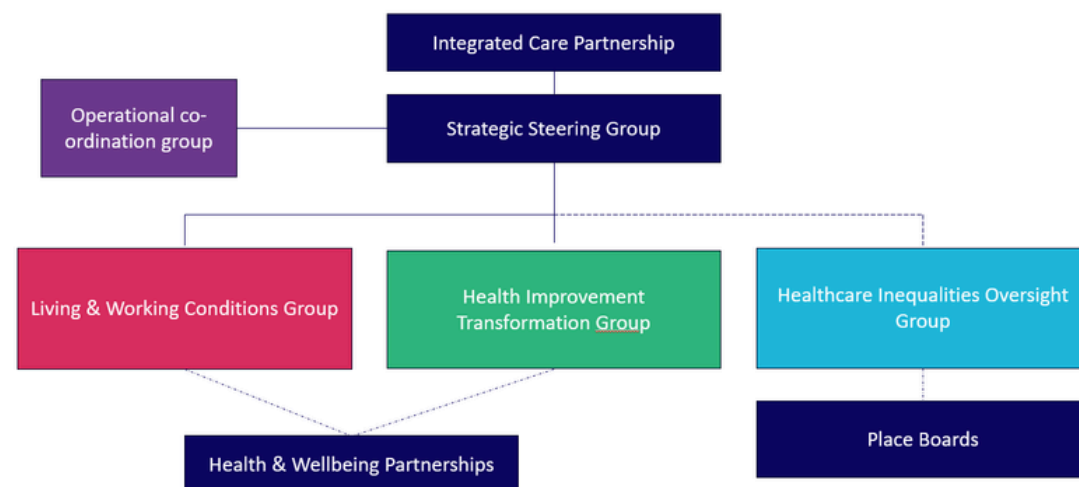 Integrated Care Partnership
Operational co-
ordination group
Strategic Steering Group
Living & Working Conditions Group
Health Improvement
Transformation Group
Healthcare Inequalities Oversight
Group
Health & Wellbeing Partnerships
Place Boards